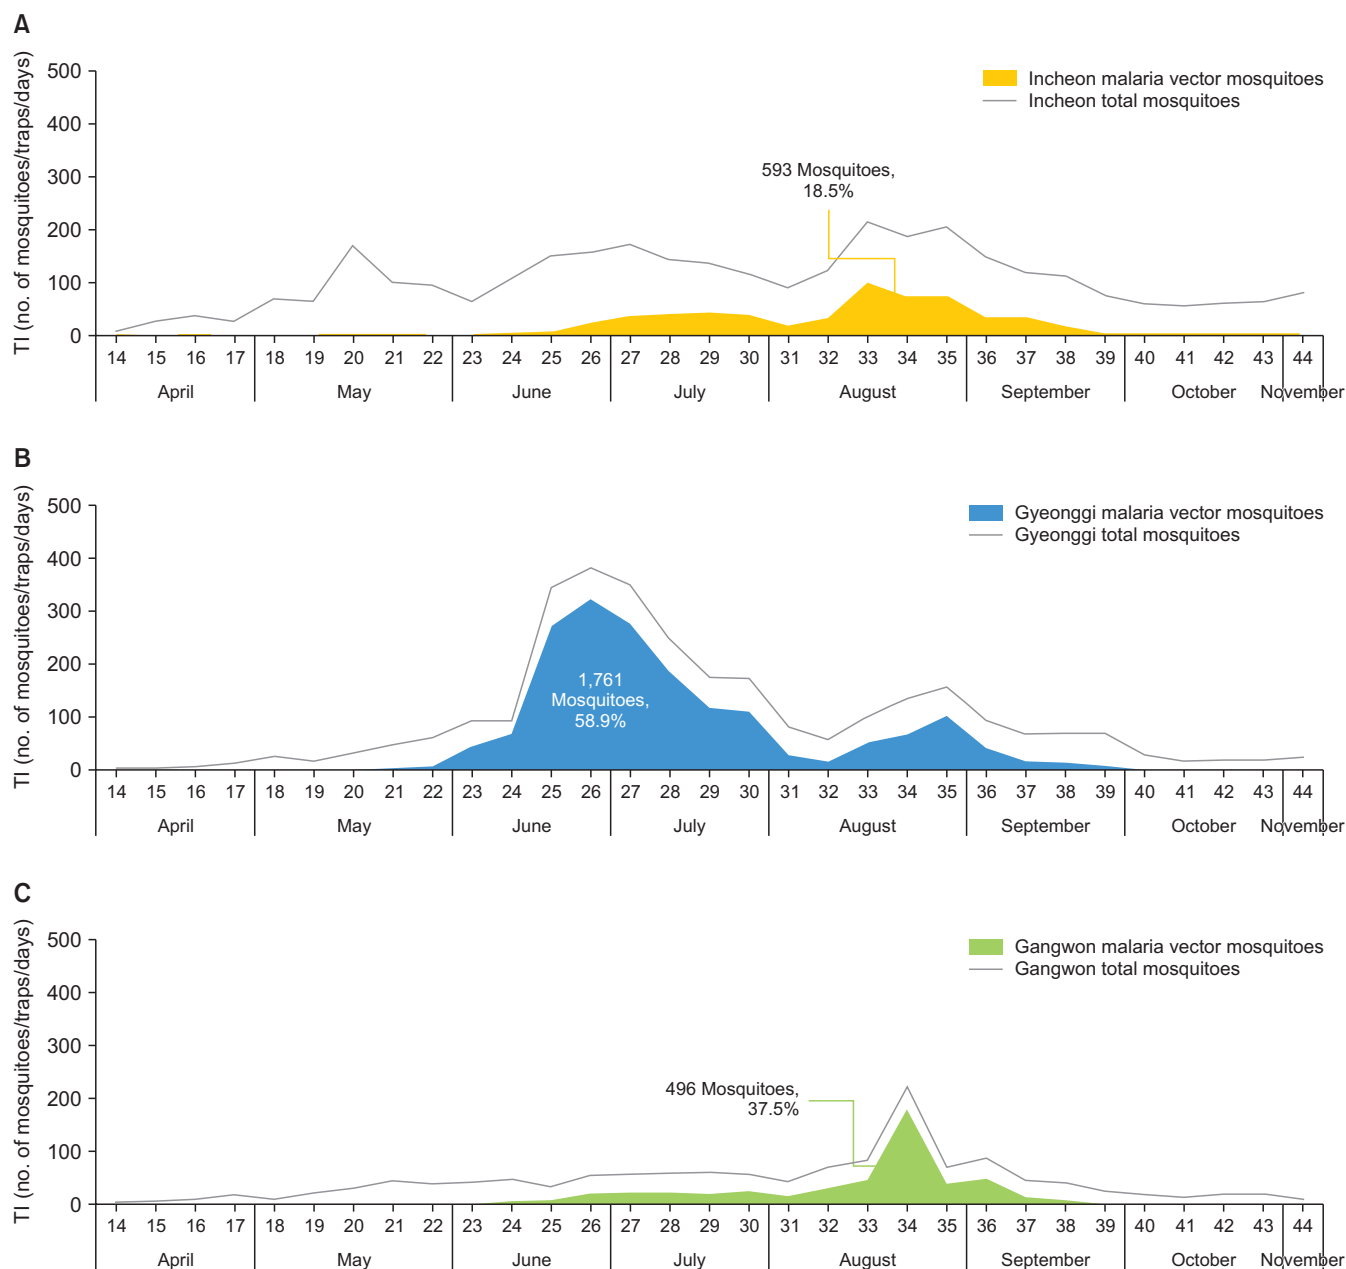 A
TI (no. of mosquitoes/traps/days)
500
400
300
200
100
0
Incheon malaria vector mosquitoes
Incheon total mosquitoes
593 Mosquitoes,
18.5%
14 15 16 17 18 19 20 21 22 23 24 25 26 27 28 29 30 31 32 33 34 35 36 37 38 39 40 41 42 43 44
April May June July August September October November
B
TI (no. of mosquitoes/traps/days)
500
400
300
200
100
0
Gyeonggi malaria vector mosquitoes
Gyeonggi total mosquitoes
1,761
Mosquitoes,
58.9%
14 15 16 17 18 19 20 21 22 23 24 25 26 27 28 29 30 31 32 33 34 35 36 37 38 39 40 41 42 43 44
April May June July August September October November
C
TI (no. of mosquitoes/traps/days)
500
400
300
200
100
0
Gangwon malaria vector mosquitoes
Gangwon total mosquitoes
496 Mosquitoes,
37.5%
14 15 16 17 18 19 20 21 22 23 24 25 26 27 28 29 30 31 32 33 34 35 36 37 38 39 40 41 42 43 44
April May June July August September October November